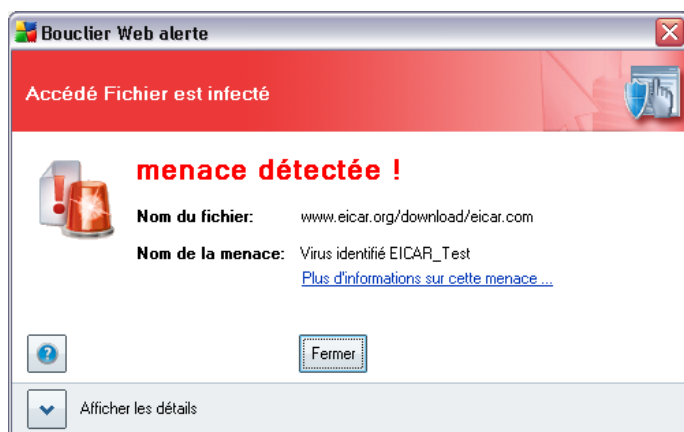 Bouclier Web alerte
Accédé Fichier est infecté
menace détectée !
Nom du fichier: www.eicar.org/download/eicar.com
Nom de la menace: Virus identifié EICAR_Test
Plus d'informations sur cette menace ...
Fermer
Afficher les détails